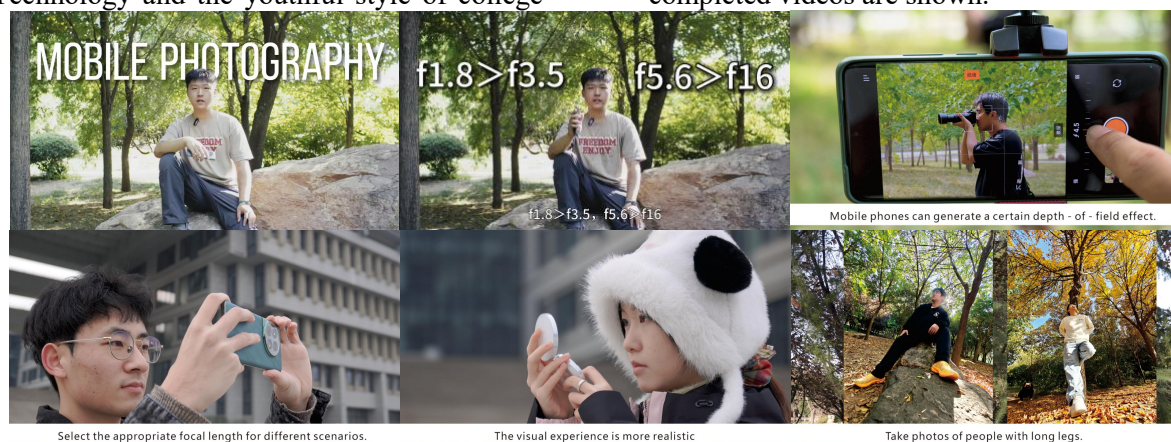 Technology and the youthful style of college
completed videos are shown.
MOBILE PHOTOGRAPHY
FREEDOM
ENJOY
f1.8>f3.5
f5.6>f16
FREEDOM
ENJOY
f1.8>f3.5, f5.6>f16
Mobile phones can generate a certain depth - of - field effect.
Select the appropriate focal length for different scenarios.
The visual experience is more realistic
Take photos of people with long legs.